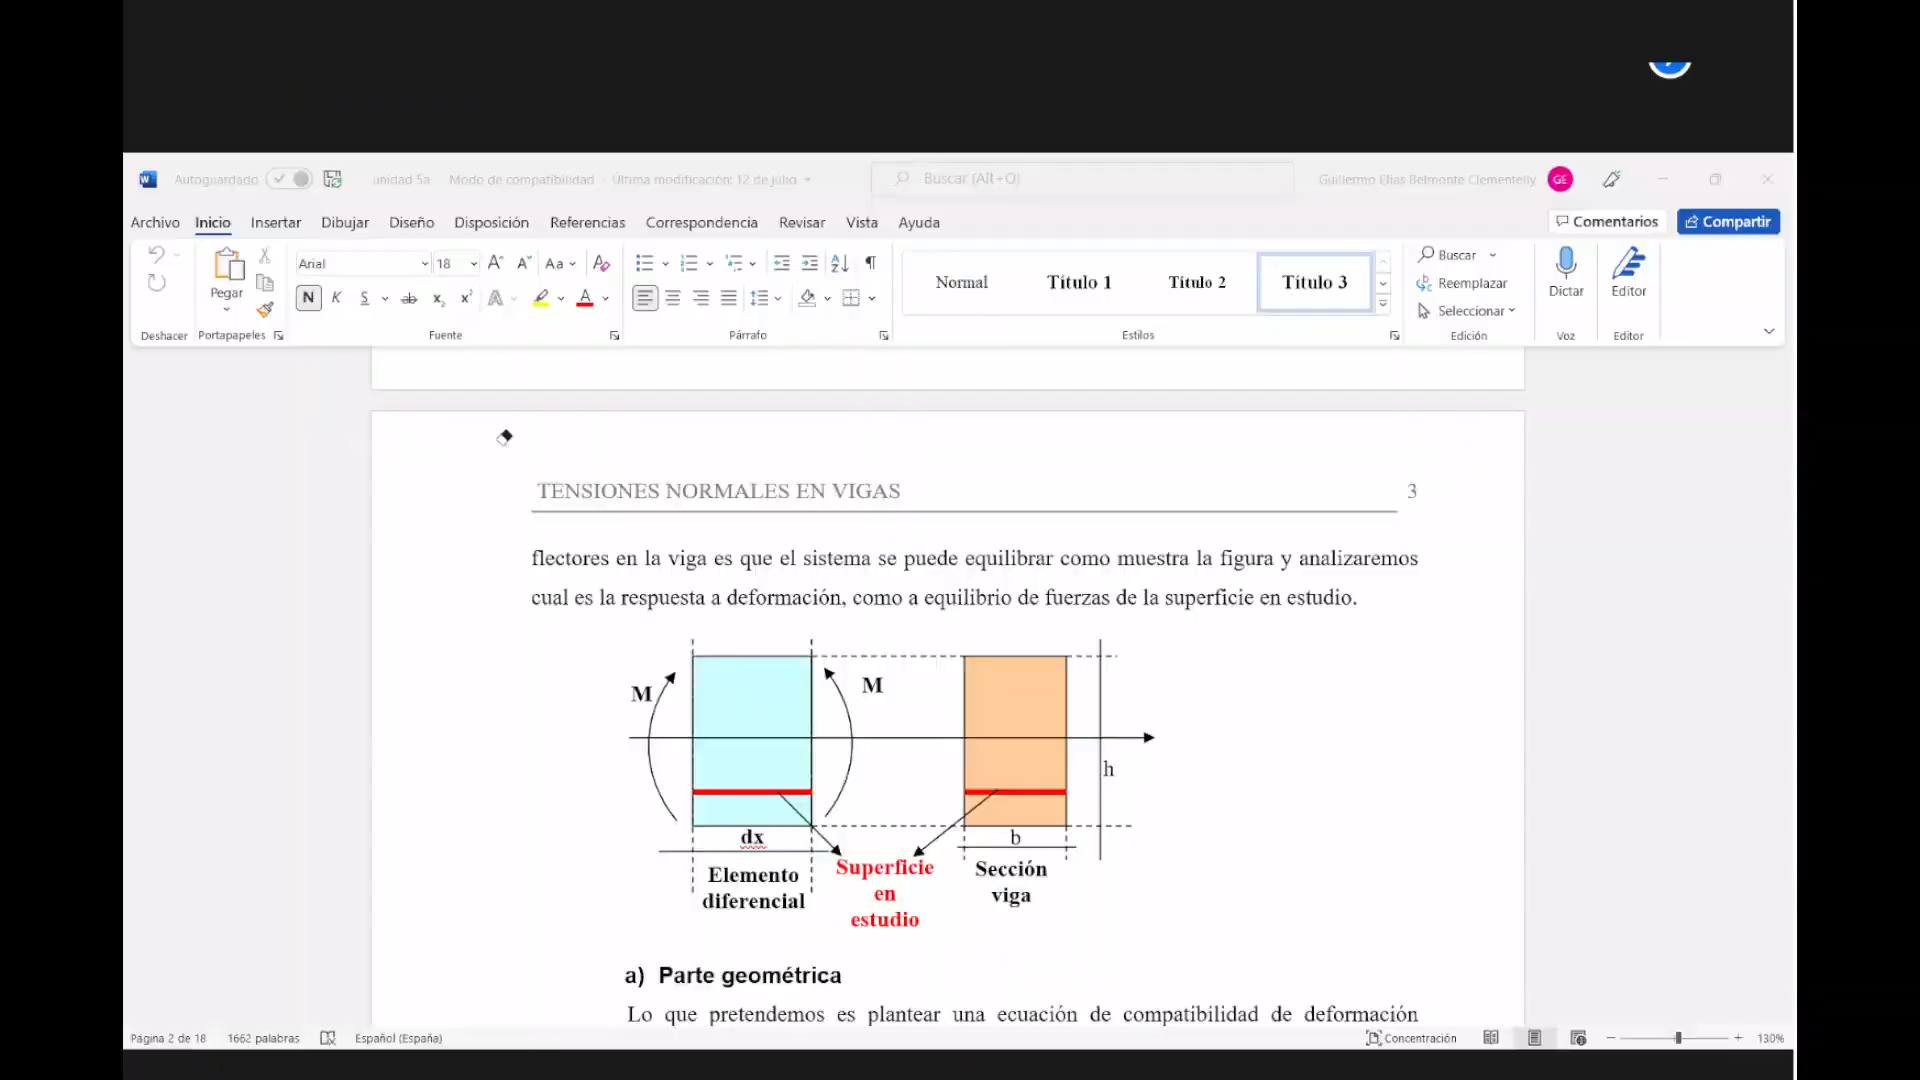 W Autoguardado unidad 5a Modo de compatibilidad - Última modificación: 12 de julio Buscar (Alt+Q) Guillermo Elias Belmonte Clementelly GE
Archivo Inicio Insertar Dibujar Diseño Disposición Referencias Correspondencia Revisar Vista Ayuda Comentarios Compartir
Pegar
Arial 18 A A Aa A
N K S ab x₂ x² A A
Normal Título 1 Título 2 Título 3
Buscar
Reemplazar
Seleccionar
Dictar
Editor
Deshacer Portapapeles Fuente Párrafo Estilos Edición Voz Editor
TENSIONES NORMALES EN VIGAS 3
flectores en la viga es que el sistema se puede equilibrar como muestra la figura y analizaremos
cual es la respuesta a deformación, como a equilibrio de fuerzas de la superficie en estudio.
M
M
h
dx
b
Elemento
diferencial
Superficie
en
estudio
Sección
viga
a) Parte geométrica
Lo que pretendemos es plantear una ecuación de compatibilidad de deformación
Página 2 de 18 1662 palabras Español (España) Concentración 130%